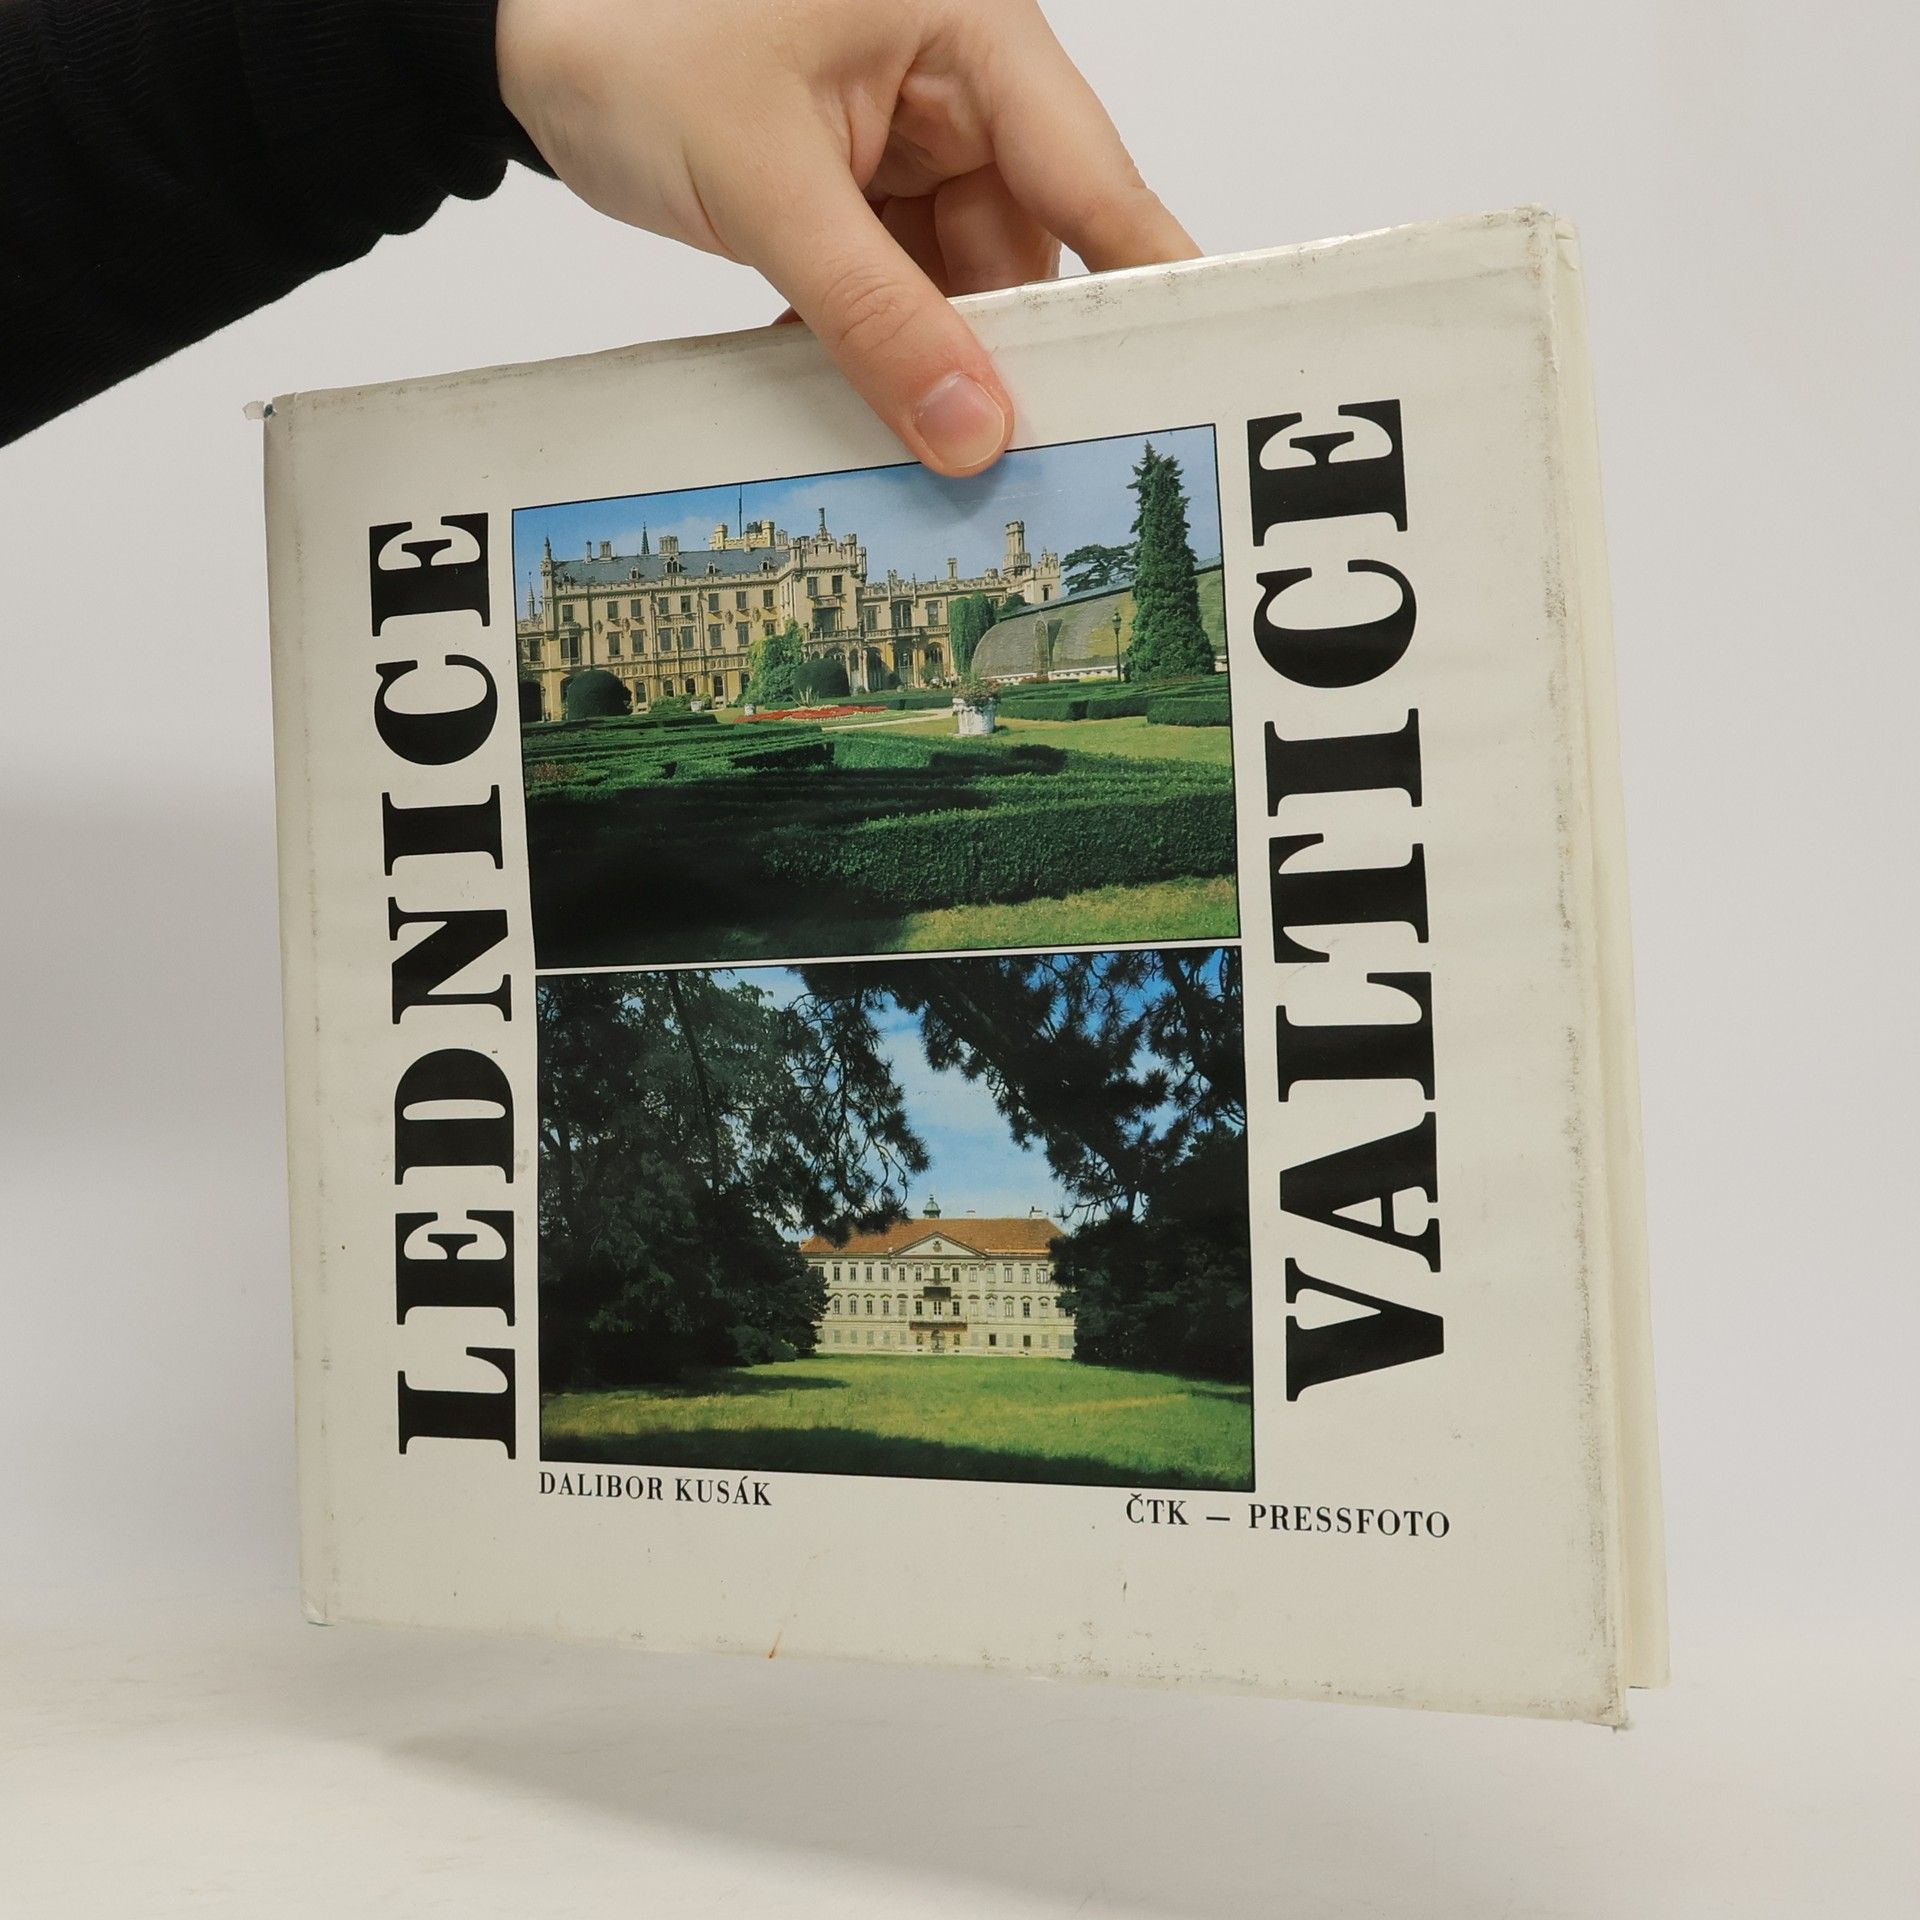 LEDNICE
VALTICE
DALIBOR KUSÁK
ČTK – PRESSFOTO